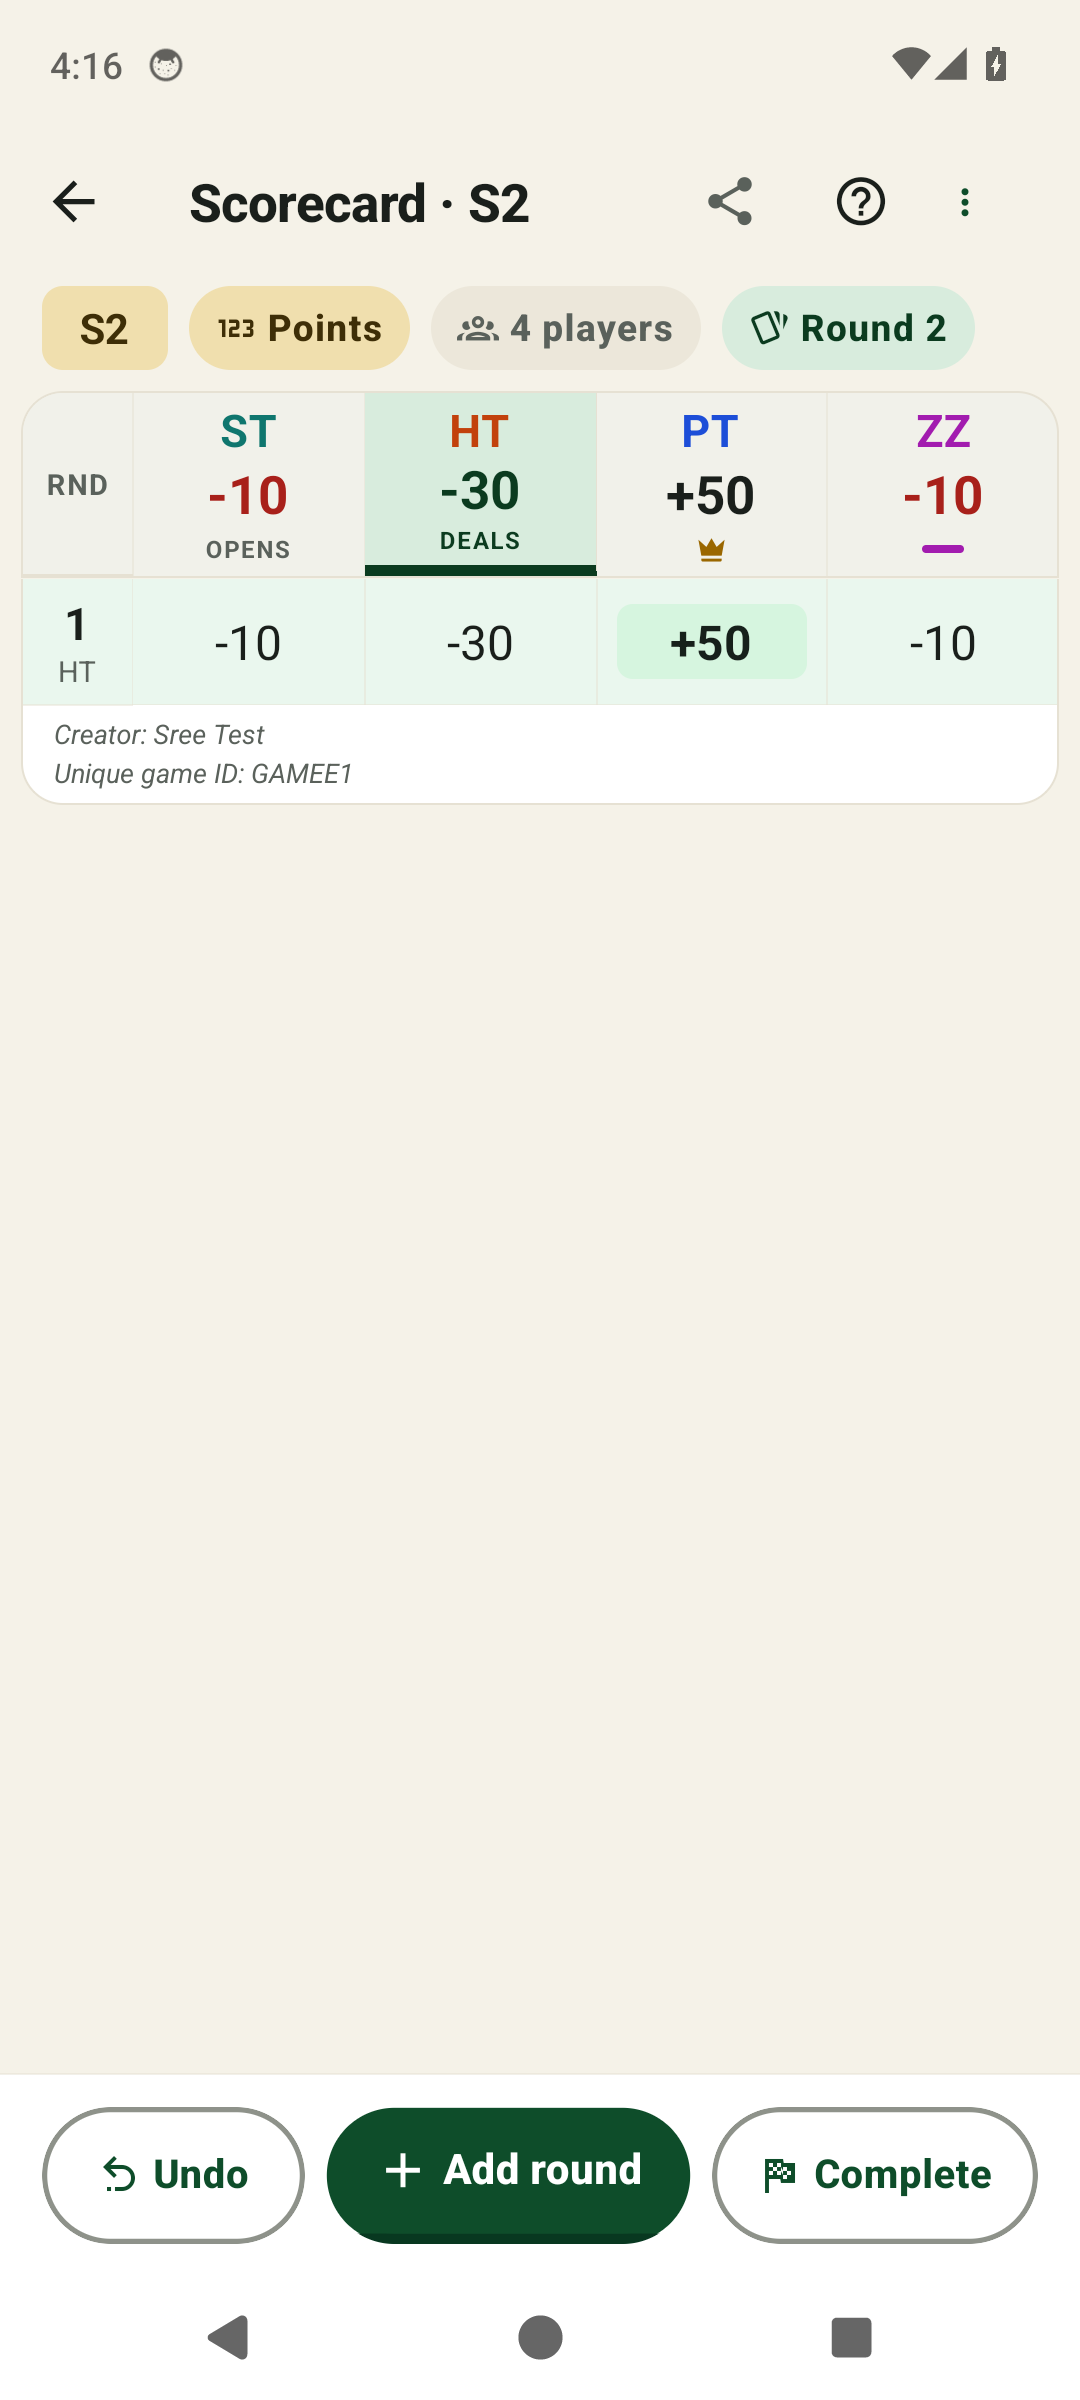 4:16
Scorecard · S2
S2
123 Points
4 players
Round 2
RND
ST
HT
PT
ZZ
-10
-30
+50
-10
OPENS
DEALS
1
HT
-10
-30
+50
-10
Creator: Sree Test
Unique game ID: GAMEE1
Undo
+ Add round
Complete